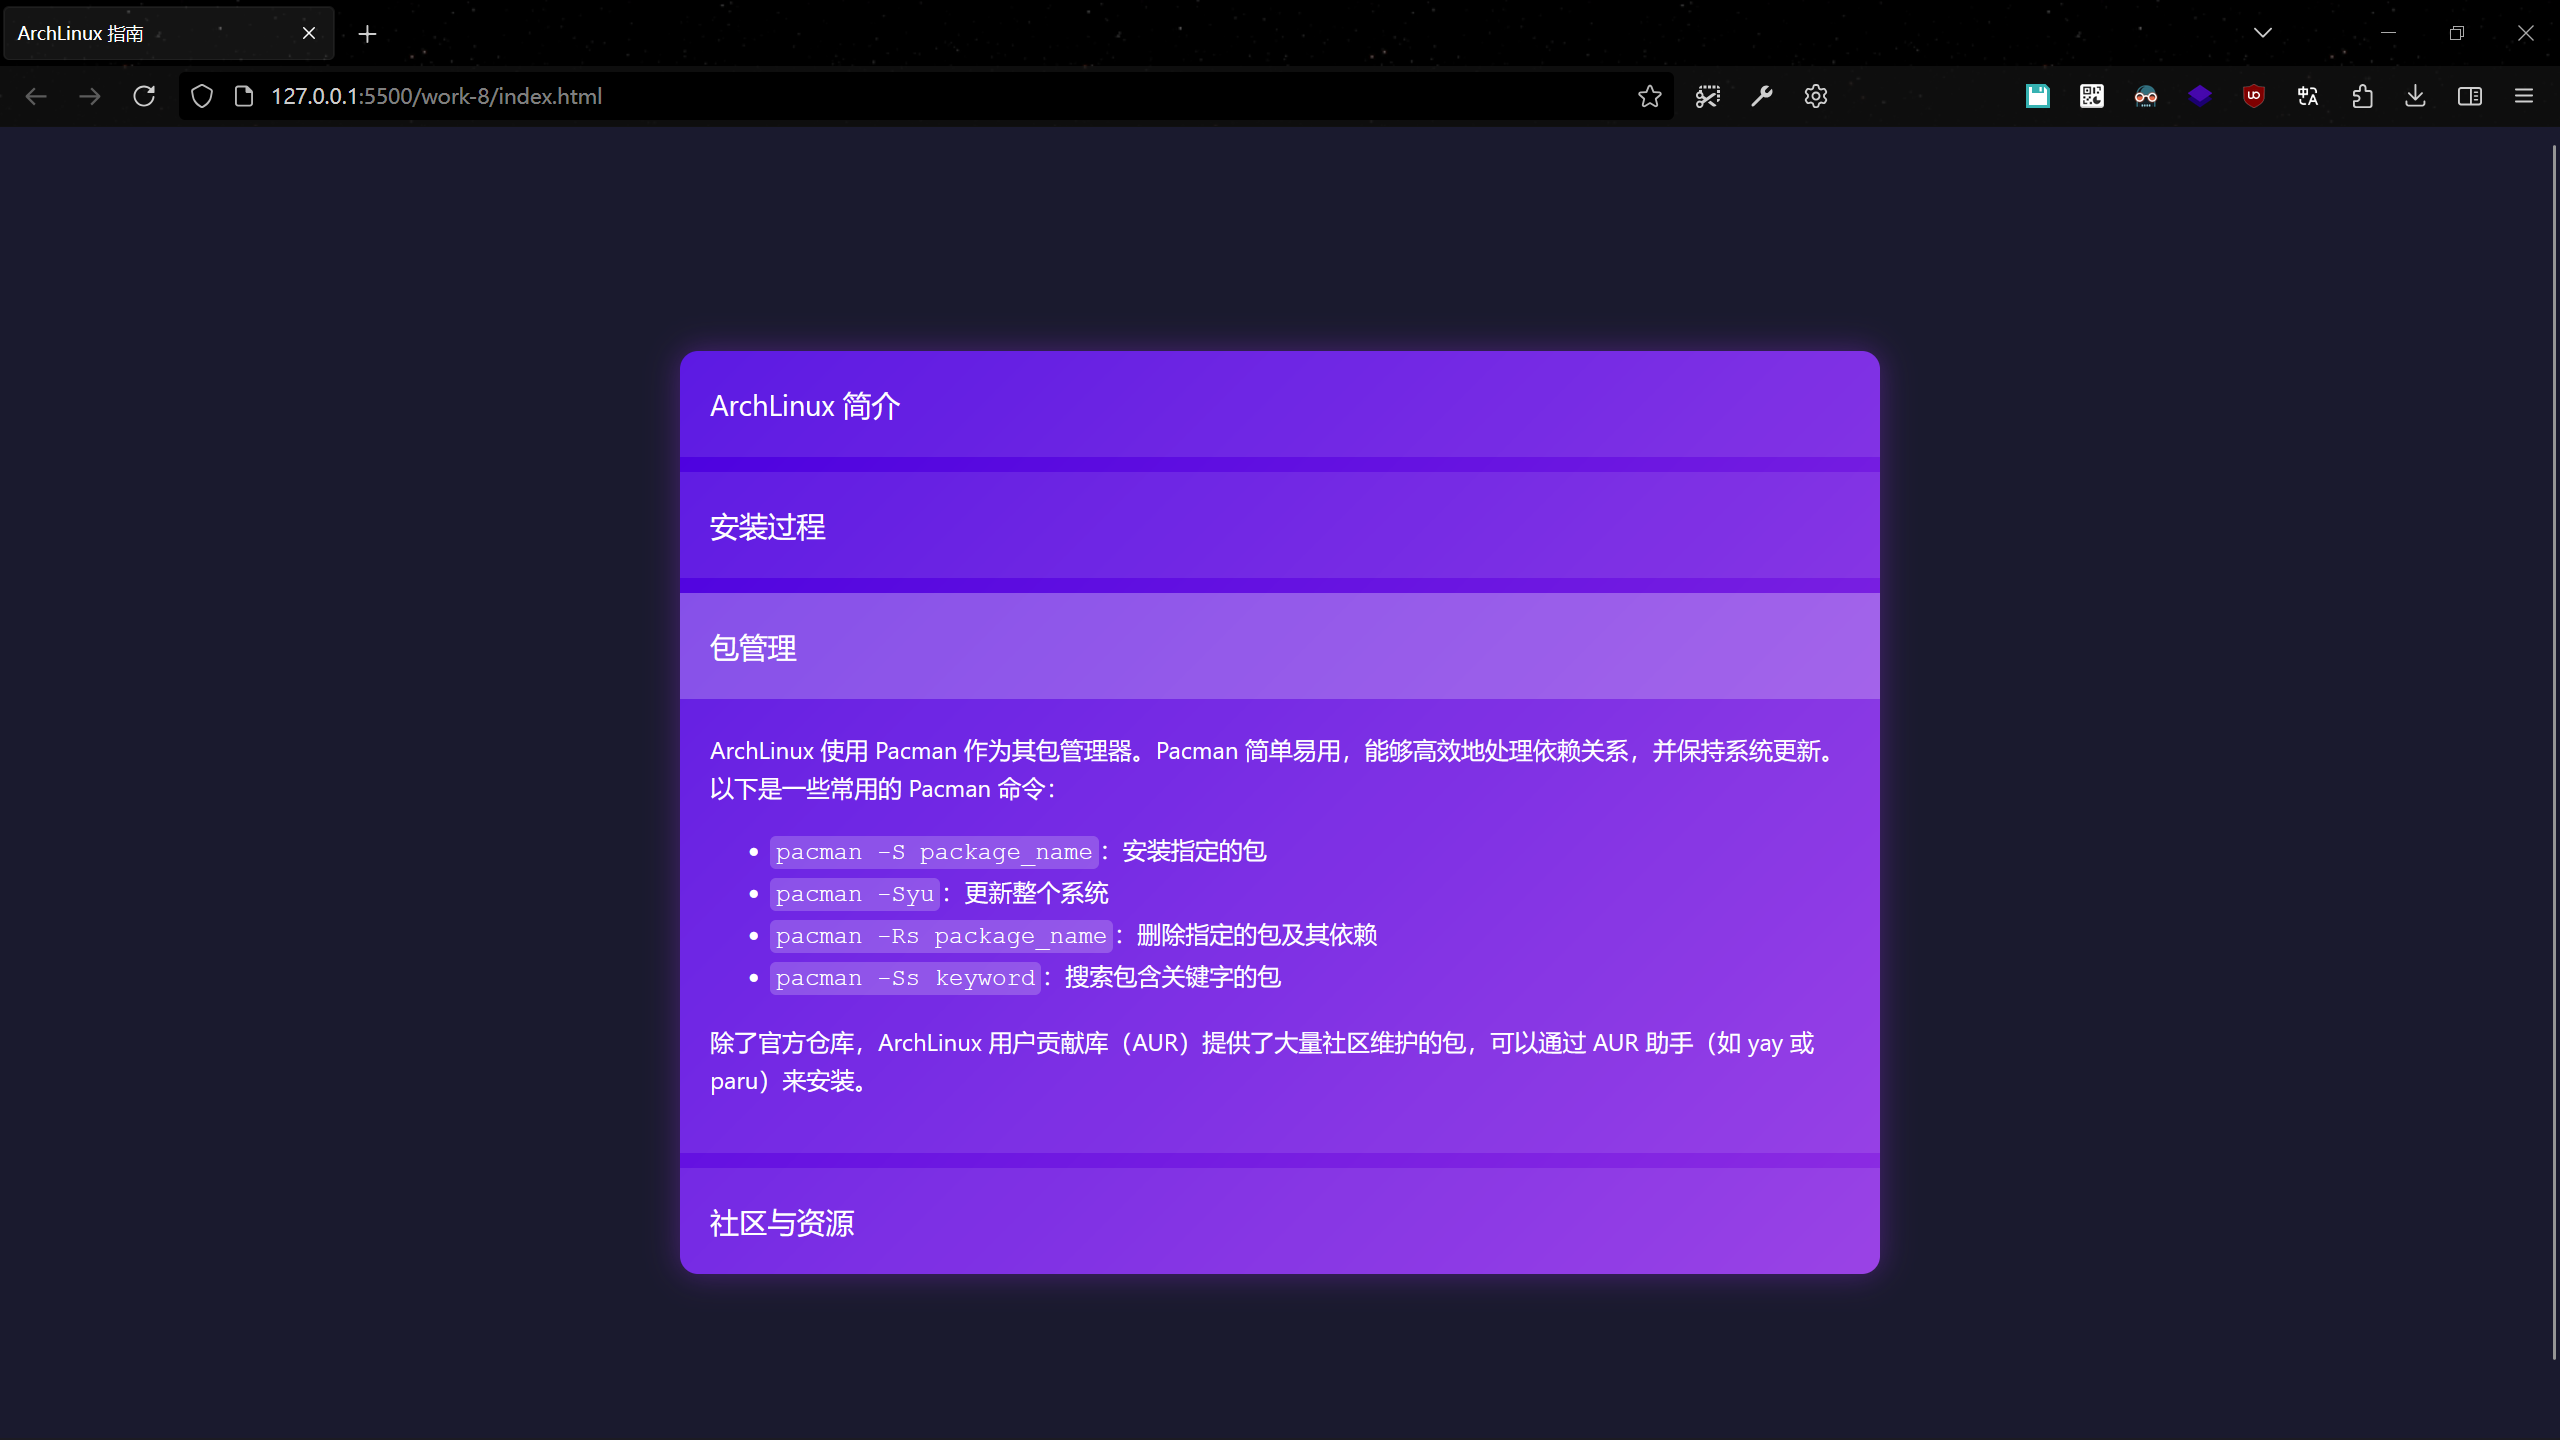 ArchLinux 指南
127.0.0.1:5500/work-8/index.html
ArchLinux 简介
安装过程
包管理
ArchLinux 使用 Pacman 作为其包管理器。Pacman 简单易用，能够高效地处理依赖关系，并保持系统更新。
以下是一些常用的 Pacman 命令：
• pacman -S package_name：安装指定的包
• pacman -Syu：更新整个系统
• pacman -Rs package_name：删除指定的包及其依赖
• pacman -Ss keyword：搜索包含关键字的包
除了官方仓库，ArchLinux 用户贡献库（AUR）提供了大量社区维护的包，可以通过 AUR 助手（如 yay 或
paru）来安装。
社区与资源